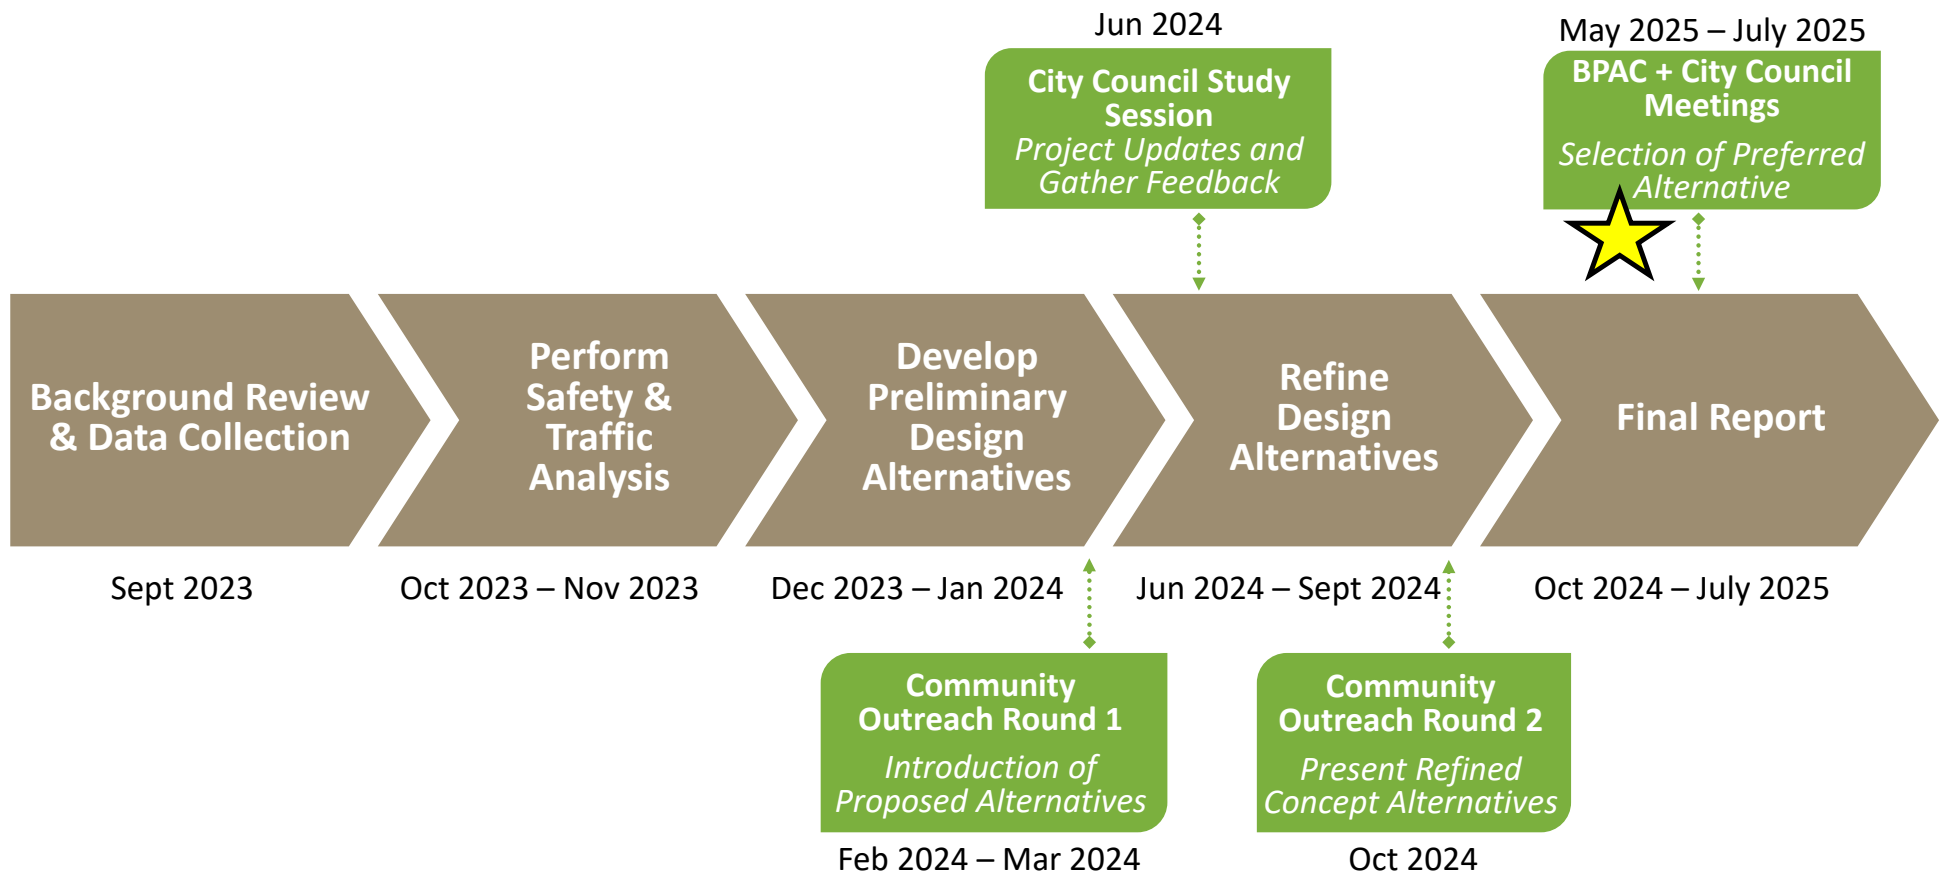 Jun 2024
City Council Study
Session
Project Updates and
Gather Feedback
May 2025 – July 2025
BPAC + City Council
Meetings
Selection of Preferred
Alternative
Background Review
& Data Collection
Perform
Safety &
Traffic
Analysis
Develop
Preliminary
Design
Alternatives
Refine
Design
Alternatives
Final Report
Sept 2023
Oct 2023 – Nov 2023
Dec 2023 – Jan 2024
Jun 2024 – Sept 2024
Oct 2024 – July 2025
Community
Outreach Round 1
Introduction of
Proposed Alternatives
Feb 2024 – Mar 2024
Community
Outreach Round 2
Present Refined
Concept Alternatives
Oct 2024